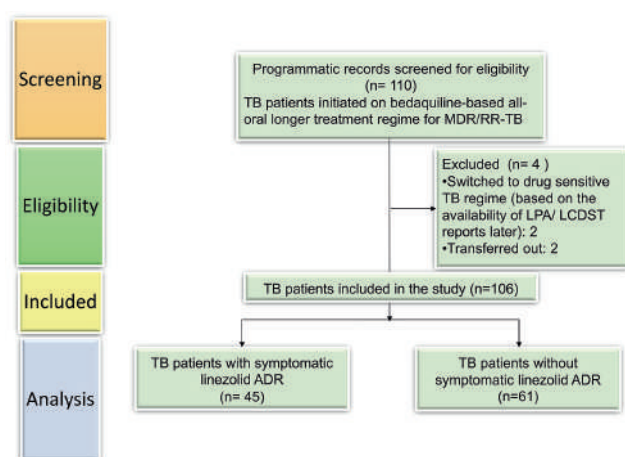 Screening
Programmatic records screened for eligibility
(n= 110)
TB patients initiated on bedaquiline-based all-
oral longer treatment regime for MDR/RR-TB
Eligibility
Excluded (n= 4 )
•Switched to drug sensitive
TB regime (based on the
availability of LPA/ LCDST
reports later): 2
•Transferred out: 2
Included
TB patients included in the study (n=106)
Analysis
TB patients with symptomatic
linezolid ADR
(n= 45)
TB patients without
symptomatic linezolid ADR
(n=61)